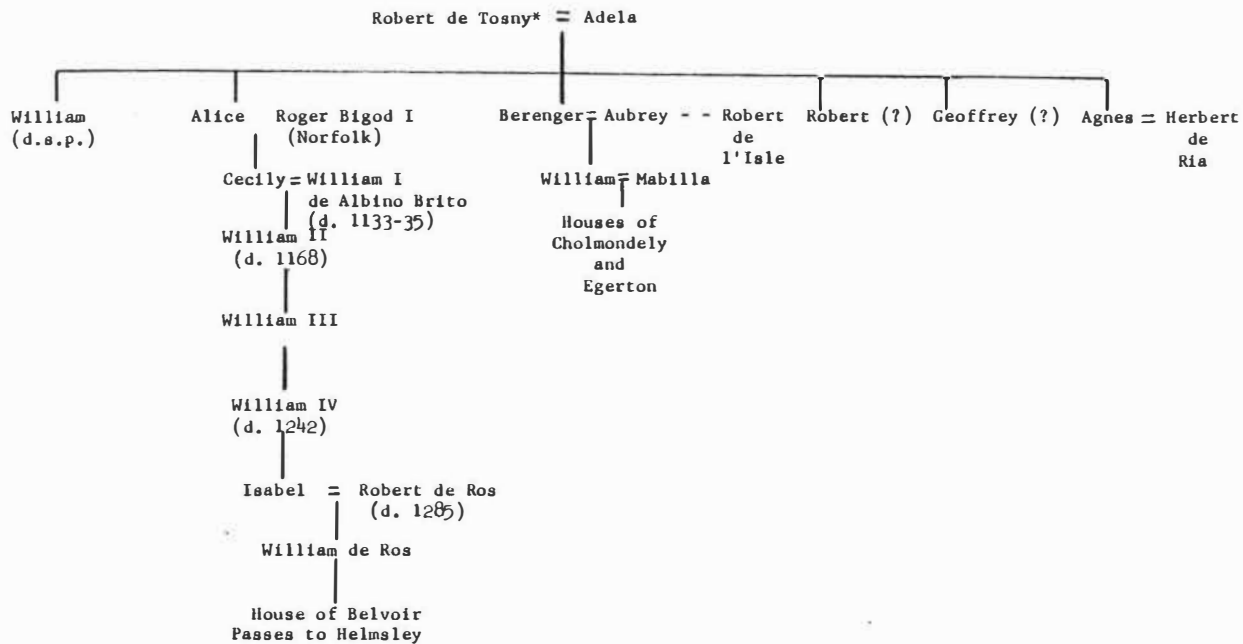 Robert de Tosny* = Adela
William Alice Roger Bigod I Berenger = Aubrey - - Robert Robert (?) Geoffrey (?) Agnes = Herbert
(d.s.p.) (Norfolk) de de
l'Isle Ria
Cecily = William I William = Mabilla
de Albino Brito
(d. 1133-35) Houses of
William II Cholmondely
(d. 1168) and
Egerton
William III
William IV
(d. 1242)
Isabel = Robert de Ros
(d. 1285)
William de Ros
House of Belvoir
Passes to Helmsley